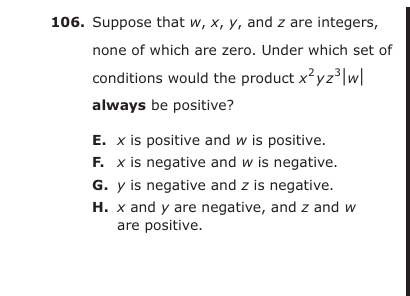 106. Suppose that w, x, y, and z are integers,
none of which are zero. Under which set of
conditions would the product x²yz³|w|
always be positive?
E. x is positive and w is positive.
F. x is negative and w is negative.
G. y is negative and z is negative.
H. x and y are negative, and z and w
are positive.